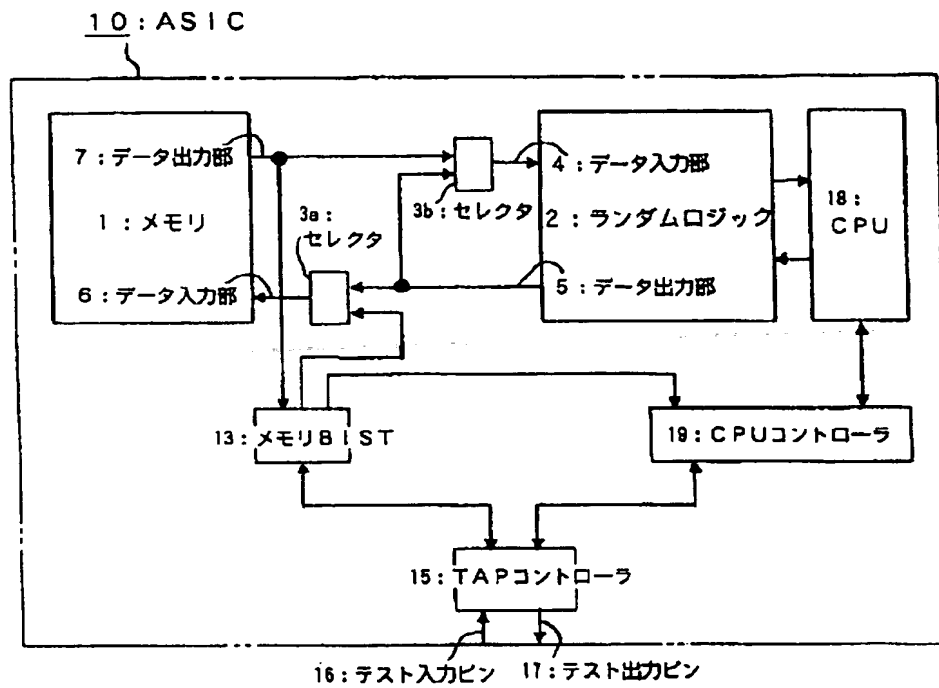 10:ASIC
7:データ出力部
1:メモリ
6:データ入力部
3a:
セレクタ
3b:セレクタ
4:データ入力部
2:ランダムロジック
5:データ出力部
18:
CPU
13:メモリBIST
19:CPUコントローラ
15:TAPコントローラ
16:テスト入力ピン
17:テスト出力ピン